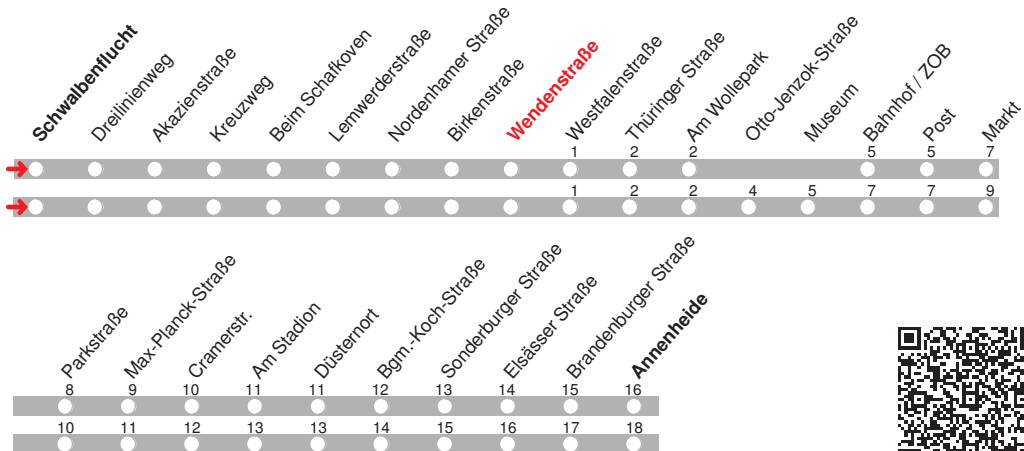 Schwalbenflucht
Dreilinienweg
Akazienstraße
Kreuzweg
Beim Schafkoven
Lemwerderstraße
Nordenhamer Straße
Birkenstraße
Wendenstraße
Westfalenstraße
Thüringer Straße
Am Wollepark
Otto-Jenzok-Straße
Museum
Bahnhof / ZOB
Post
Markt
1 2 2 5 5 7
1 2 2 4 5 7 7 9
Parkstraße
Max-Planck-Straße
Cramerstr.
Am Stadion
Düsternort
Bgm.-Koch-Straße
Sonderburger Straße
Elsässer Straße
Brandenburger Straße
Annenheide
8 9 10 11 11 12 13 14 15 16
10 11 12 13 13 14 15 16 17 18